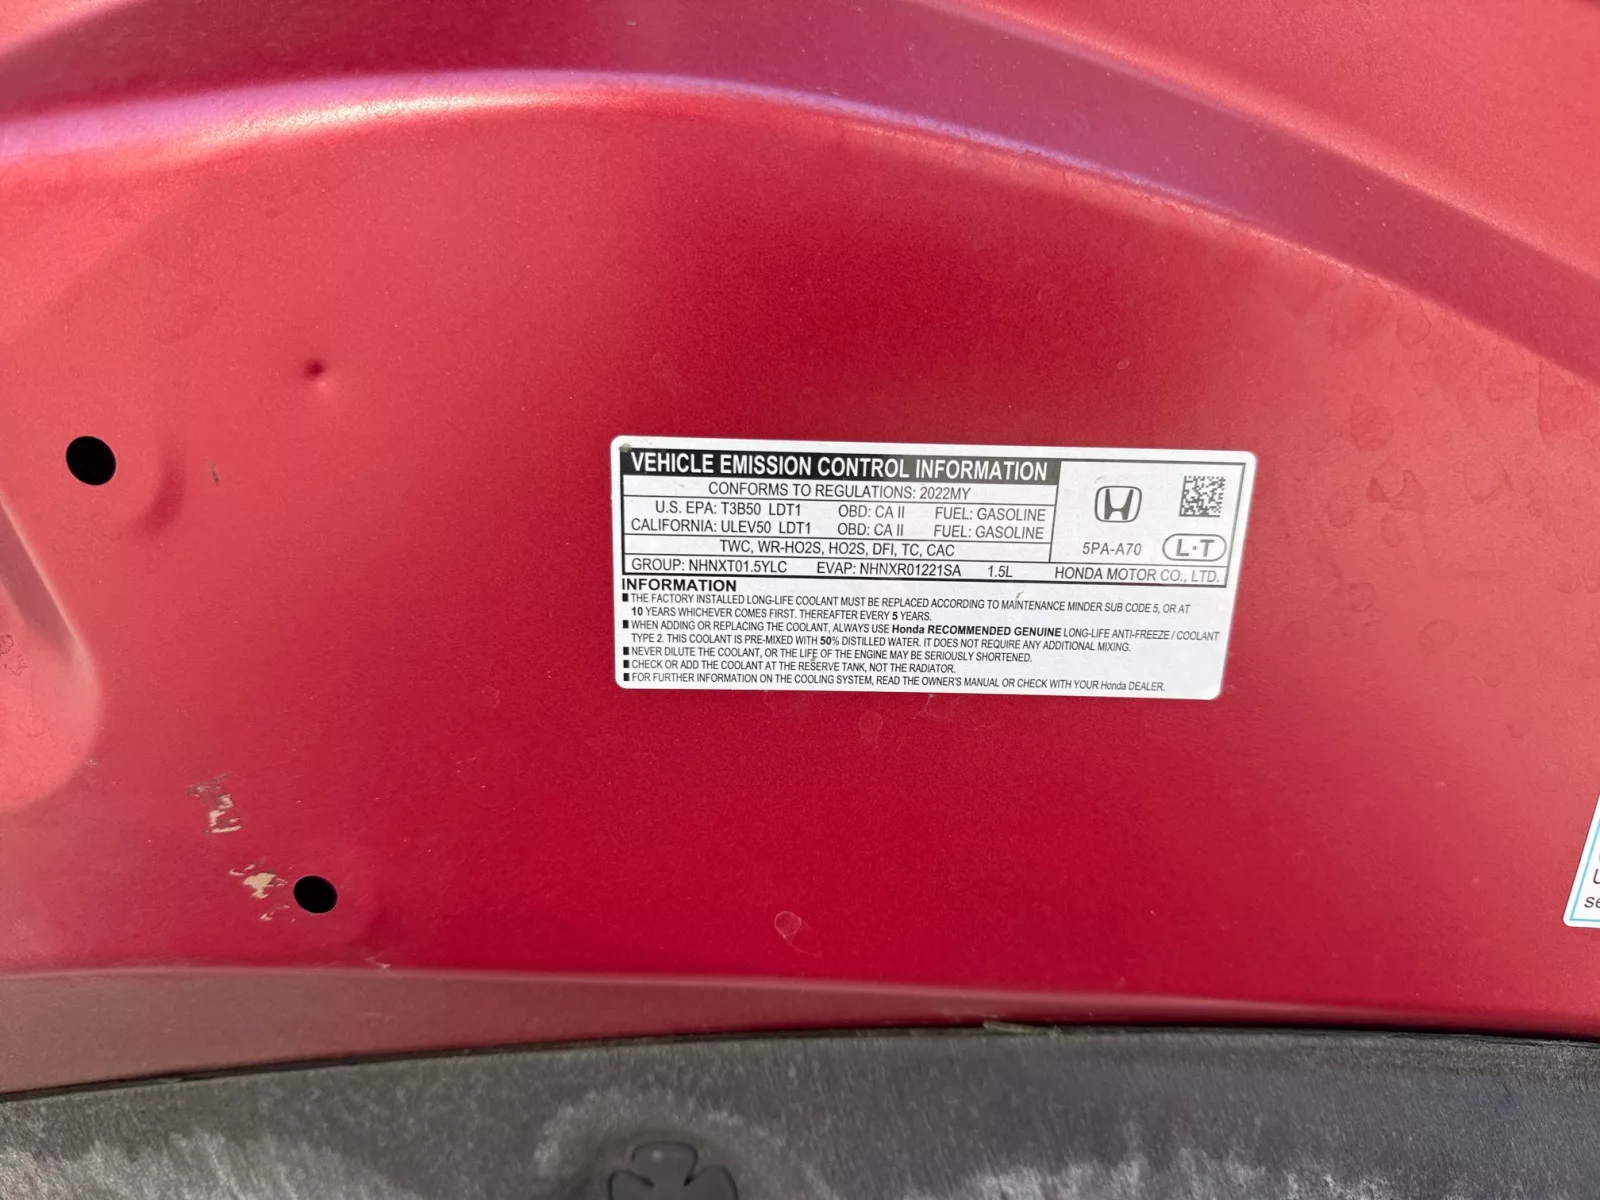 VEHICLE EMISSION CONTROL INFORMATION
CONFORMS TO REGULATIONS: 2022MY
U.S. EPA: T3B50 LDT1 OBD: CA II FUEL: GASOLINE
CALIFORNIA: ULEV50 LDT1 OBD: CA II FUEL: GASOLINE
TWC, WR-HO2S, HO2S, DFI, TC, CAC
5PA-A70 L·T
GROUP: NHNXT01.5YLC EVAP: NHNXR01221SA 1.5L HONDA MOTOR CO., LTD.
INFORMATION
■ THE FACTORY INSTALLED LONG-LIFE COOLANT MUST BE REPLACED ACCORDING TO MAINTENANCE MINDER SUB CODE 5, OR AT
10 YEARS WHICHEVER COMES FIRST. THEREAFTER EVERY 5 YEARS.
■ WHEN ADDING OR REPLACING THE COOLANT, ALWAYS USE Honda RECOMMENDED GENUINE LONG-LIFE ANTI-FREEZE / COOLANT
TYPE 2. THIS COOLANT IS PRE-MIXED WITH 50% DISTILLED WATER. IT DOES NOT REQUIRE ANY ADDITIONAL MIXING.
■ NEVER DILUTE THE COOLANT, OR THE LIFE OF THE ENGINE MAY BE SERIOUSLY SHORTENED.
■ CHECK OR ADD THE COOLANT AT THE RESERVE TANK, NOT THE RADIATOR.
■ FOR FURTHER INFORMATION ON THE COOLING SYSTEM, READ THE OWNER'S MANUAL OR CHECK WITH YOUR Honda DEALER.